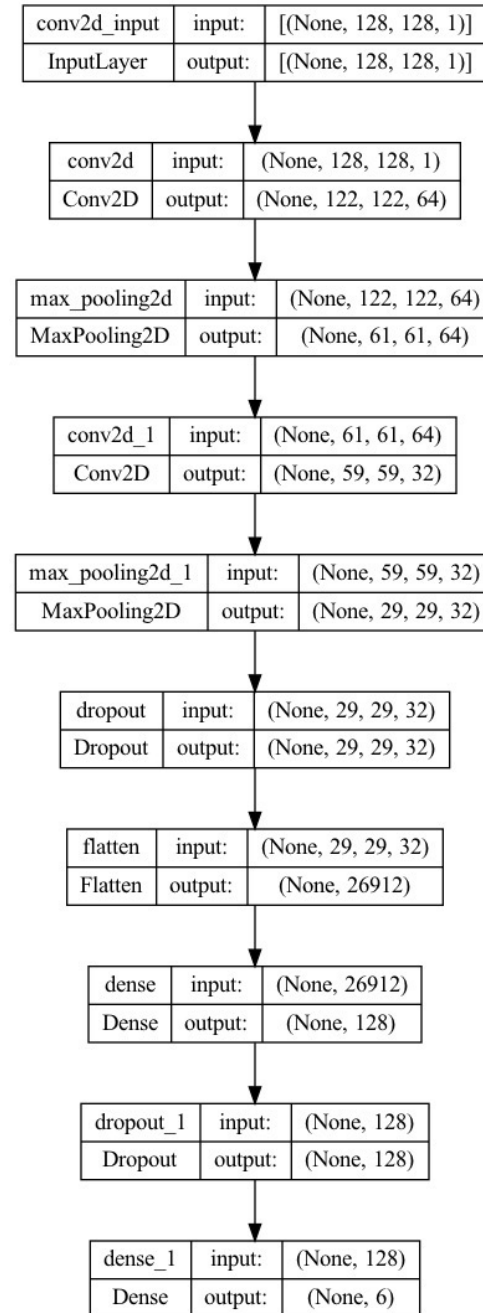 conv2d_input input: [(None, 128, 128, 1)]
InputLayer output: [(None, 128, 128, 1)]
conv2d input: (None, 128, 128, 1)
Conv2D output: (None, 122, 122, 64)
max_pooling2d input: (None, 122, 122, 64)
MaxPooling2D output: (None, 61, 61, 64)
conv2d_1 input: (None, 61, 61, 64)
Conv2D output: (None, 59, 59, 32)
max_pooling2d_1 input: (None, 59, 59, 32)
MaxPooling2D output: (None, 29, 29, 32)
dropout input: (None, 29, 29, 32)
Dropout output: (None, 29, 29, 32)
flatten input: (None, 29, 29, 32)
Flatten output: (None, 26912)
dense input: (None, 26912)
Dense output: (None, 128)
dropout_1 input: (None, 128)
Dropout output: (None, 128)
dense_1 input: (None, 128)
Dense output: (None, 6)